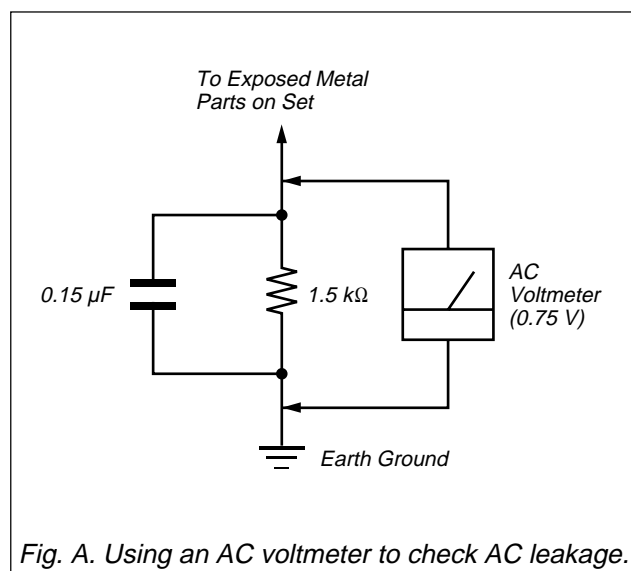 To Exposed Metal
Parts on Set
0.15 µF
1.5 kΩ
AC
Voltmeter
(0.75 V)
Earth Ground
Fig. A. Using an AC voltmeter to check AC leakage.